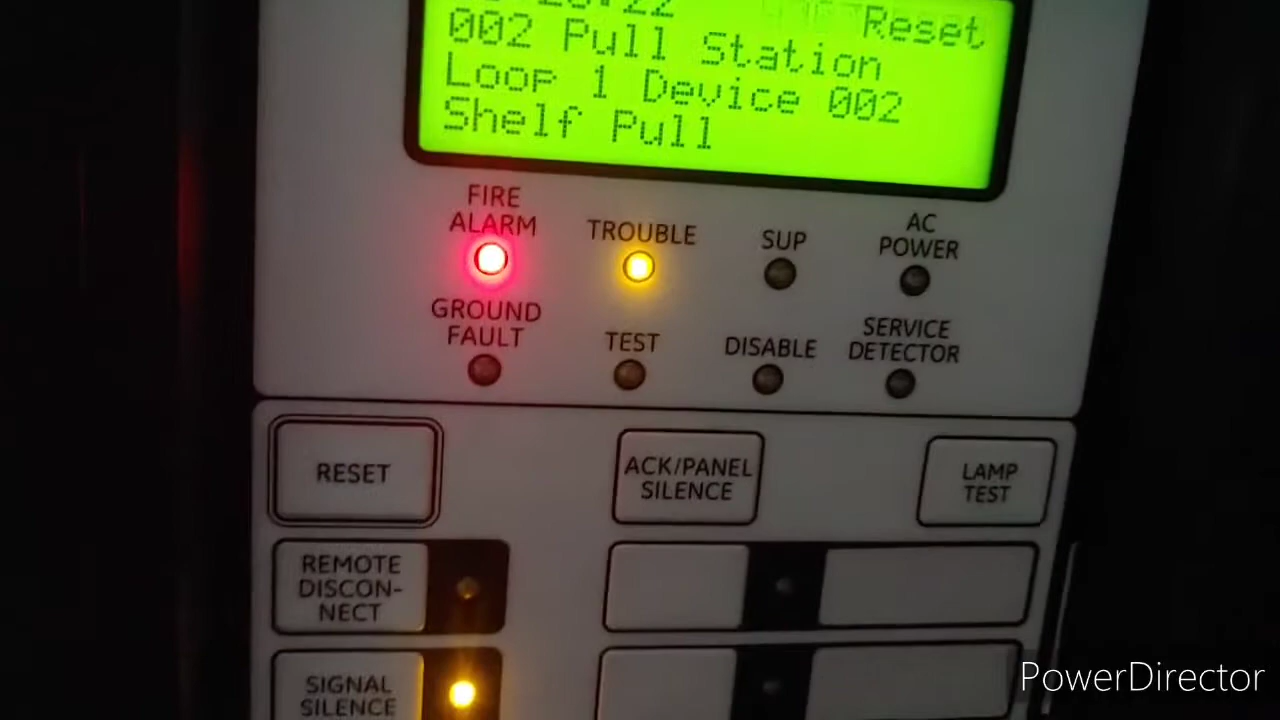 Reset
002 Pull Station
Loop 1 Device 002
Shelf Pull
FIRE
ALARM
TROUBLE
SUP
AC
POWER
GROUND
FAULT
TEST
DISABLE
SERVICE
DETECTOR
RESET
ACK/PANEL
SILENCE
LAMP
TEST
REMOTE
DISCON-
NECT
SIGNAL
SILENCE
PowerDirector